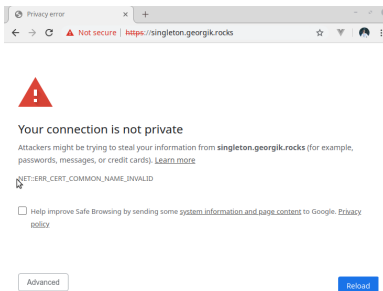 Privacy error
Not secure | https://singleton.georgik.rocks
Your connection is not private
Attackers might be trying to steal your information from singleton.georgik.rocks (for example,
passwords, messages, or credit cards). Learn more
NET::ERR_CERT_COMMON_NAME_INVALID
Help improve Safe Browsing by sending some system information and page content to Google. Privacy
policy
Advanced
Reload